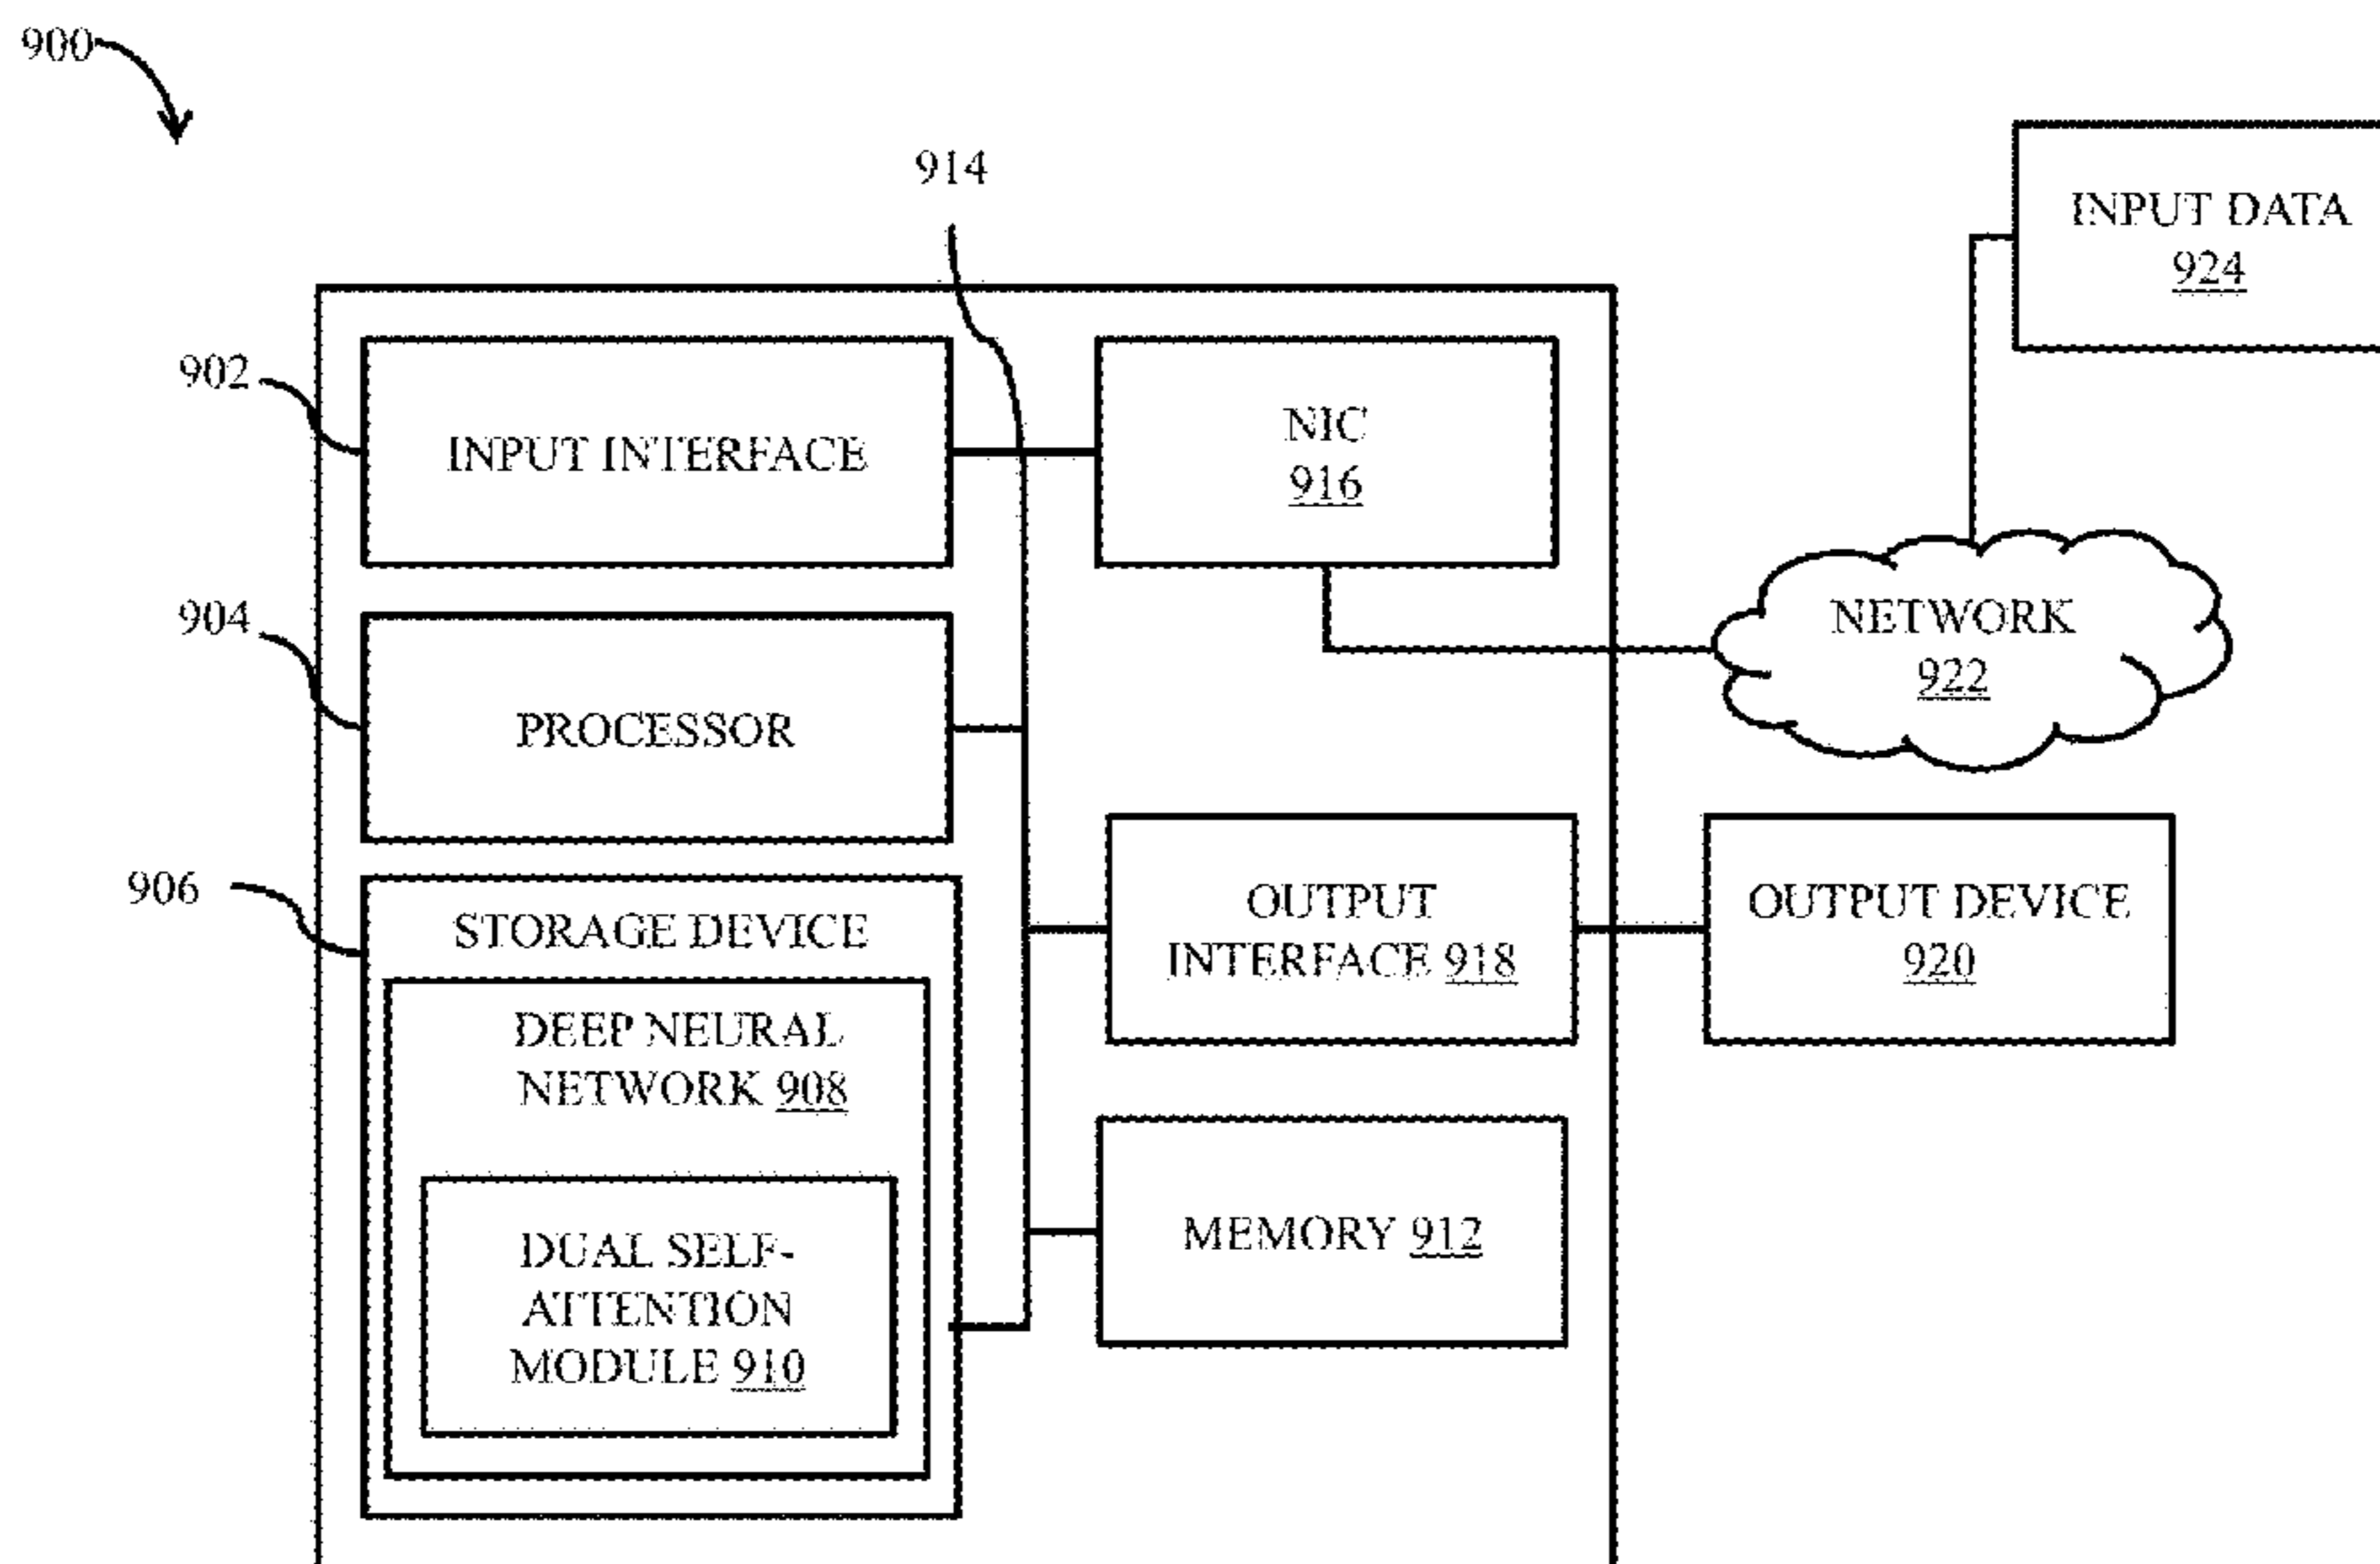 900
914
INPUT DATA
924
902
INPUT INTERFACE
NIC
916
904
PROCESSOR
NETWORK
922
906
STORAGE DEVICE
DEEP NEURAL
NETWORK 908
DUAL SELF-
ATTENTION
MODULE 910
OUTPUT
INTERFACE 918
OUTPUT DEVICE
920
MEMORY 912